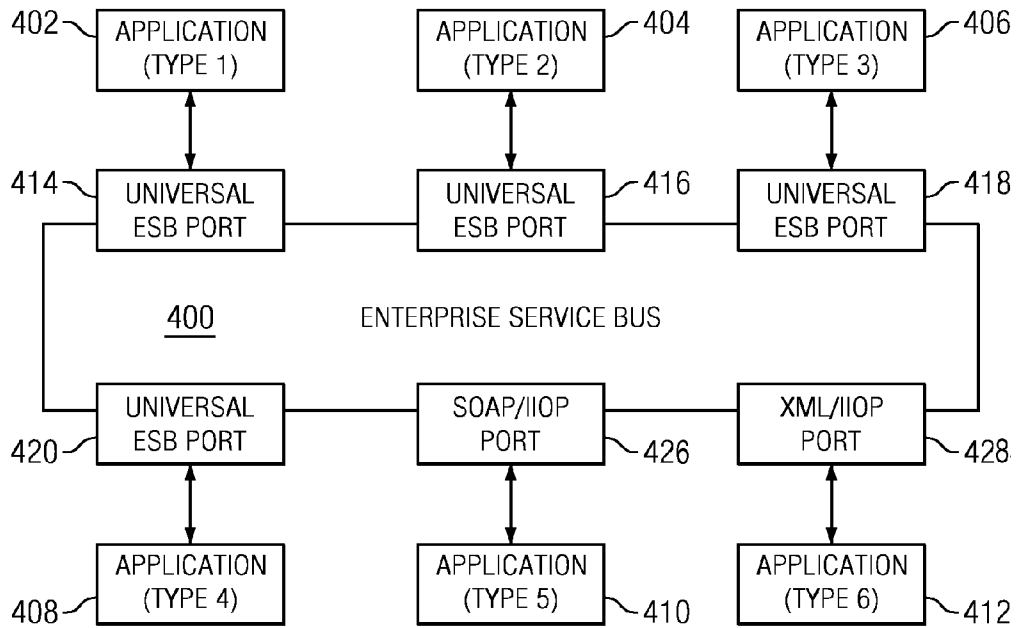 402
APPLICATION
(TYPE 1)
APPLICATION
(TYPE 2)
404
APPLICATION
(TYPE 3)
406
414
UNIVERSAL
ESB PORT
UNIVERSAL
ESB PORT
416
UNIVERSAL
ESB PORT
418
400
ENTERPRISE SERVICE BUS
UNIVERSAL
ESB PORT
420
SOAP/IIOP
PORT
426
XML/IIOP
PORT
428
APPLICATION
(TYPE 4)
408
APPLICATION
(TYPE 5)
410
APPLICATION
(TYPE 6)
412